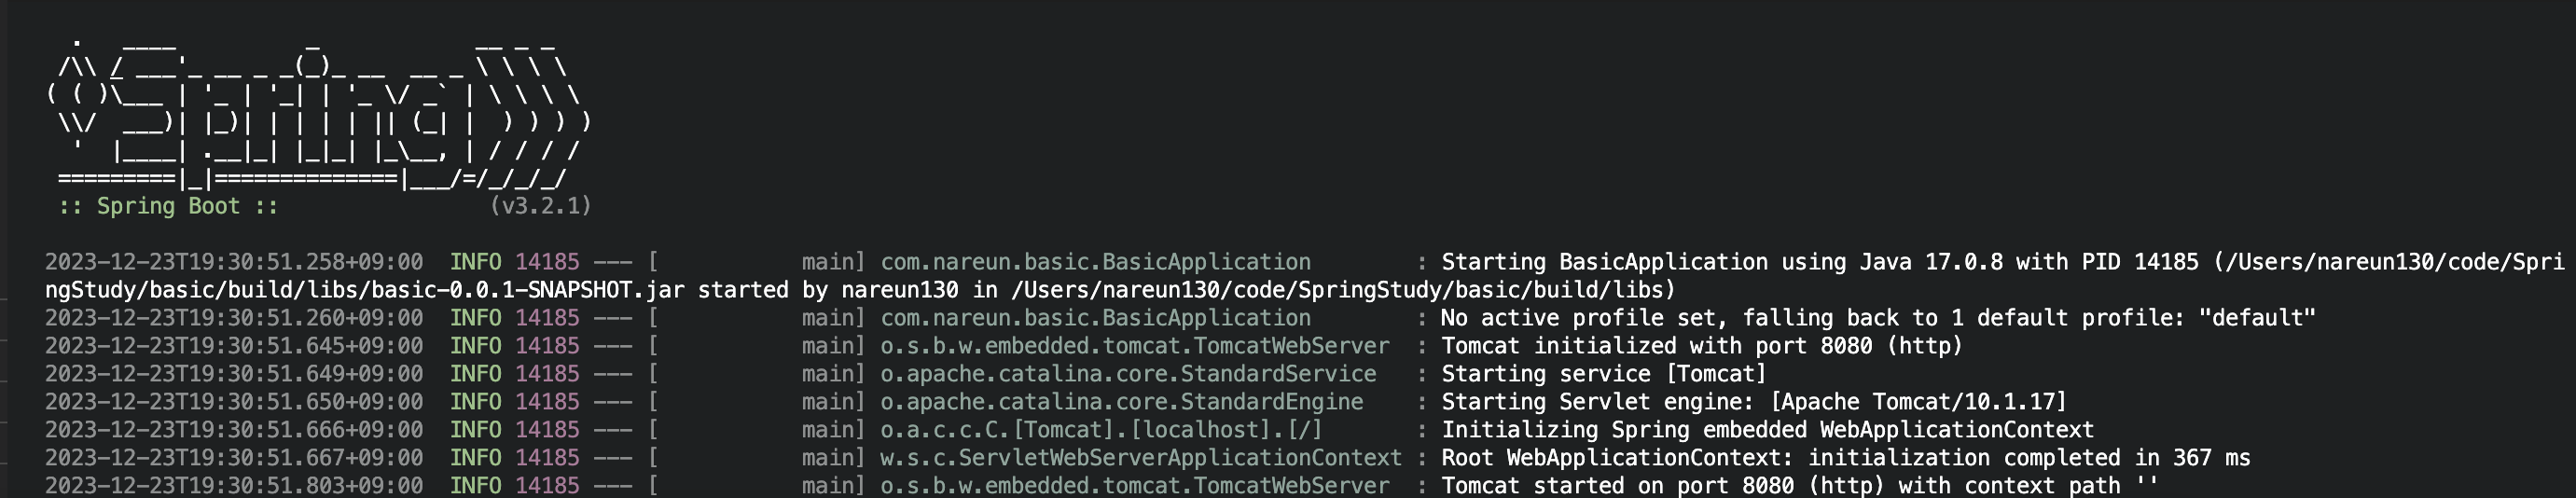 .   ____          _            __ _ _
 /\\ / ___'_ __ _ _(_)_ __  __ _ \ \ \ \
( ( )\___ | '_ | '_| | '_ \/ _` | \ \ \ \
 \\/  ___)| |_)| | | | | || (_| |  ) ) ) )
  '  |____| .__|_| |_|_| |_\__, | / / / /
 =========|_|==============|___/=/_/_/_/
 :: Spring Boot ::                (v3.2.1)
2023-12-23T19:30:51.258+09:00  INFO 14185 --- [           main] com.nareun.basic.BasicApplication        : Starting BasicApplication using Java 17.0.8 with PID 14185 (/Users/nareun130/code/Spri
ngStudy/basic/build/libs/basic-0.0.1-SNAPSHOT.jar started by nareun130 in /Users/nareun130/code/SpringStudy/basic/build/libs)
2023-12-23T19:30:51.260+09:00  INFO 14185 --- [           main] com.nareun.basic.BasicApplication        : No active profile set, falling back to 1 default profile: "default"
2023-12-23T19:30:51.645+09:00  INFO 14185 --- [           main] o.s.b.w.embedded.tomcat.TomcatWebServer  : Tomcat initialized with port 8080 (http)
2023-12-23T19:30:51.649+09:00  INFO 14185 --- [           main] o.apache.catalina.core.StandardService   : Starting service [Tomcat]
2023-12-23T19:30:51.650+09:00  INFO 14185 --- [           main] o.apache.catalina.core.StandardEngine    : Starting Servlet engine: [Apache Tomcat/10.1.17]
2023-12-23T19:30:51.666+09:00  INFO 14185 --- [           main] o.a.c.c.C.[Tomcat].[localhost].[/]       : Initializing Spring embedded WebApplicationContext
2023-12-23T19:30:51.667+09:00  INFO 14185 --- [           main] w.s.c.ServletWebServerApplicationContext : Root WebApplicationContext: initialization completed in 367 ms
2023-12-23T19:30:51.803+09:00  INFO 14185 --- [           main] o.s.b.w.embedded.tomcat.TomcatWebServer  : Tomcat started on port 8080 (http) with context path ''